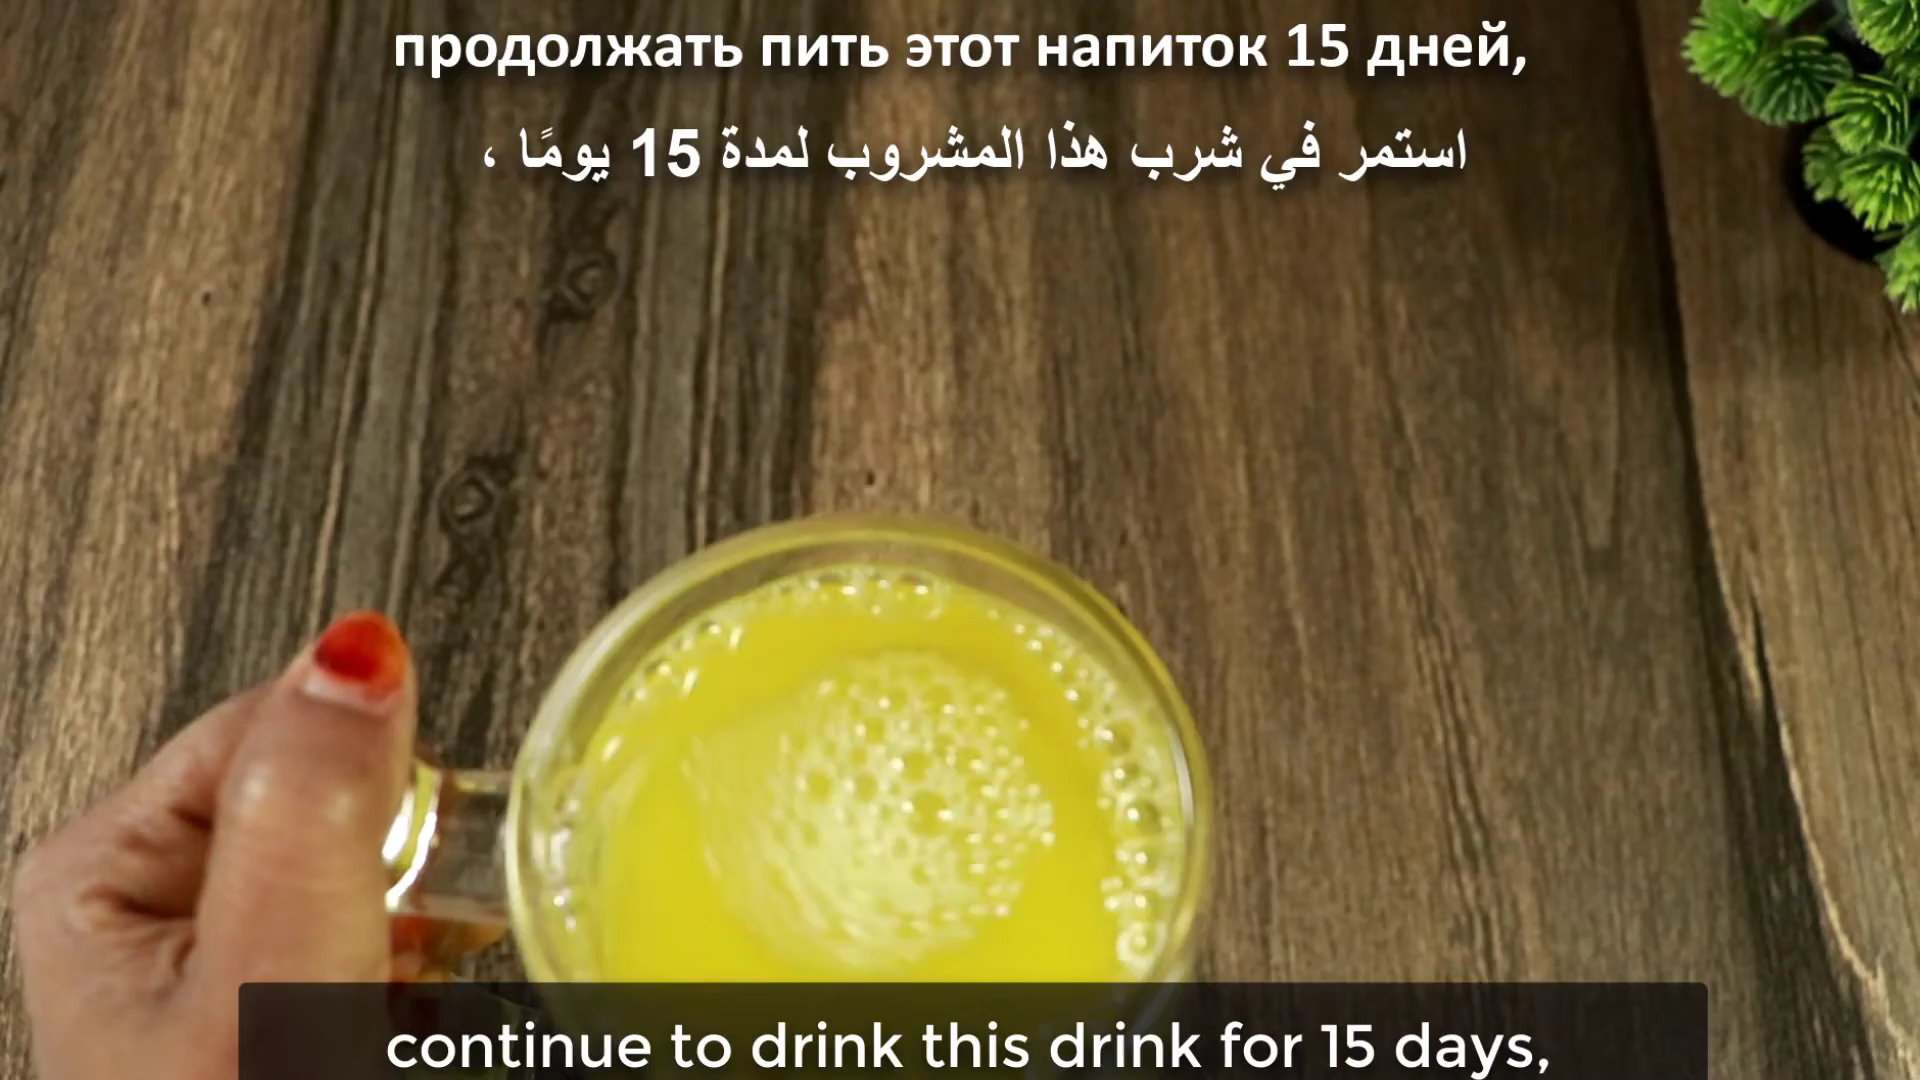 продолжать пить этот напиток 15 дней,
استمر في شرب هذا المشروب لمدة 15 يومًا ،
continue to drink this drink for 15 days,